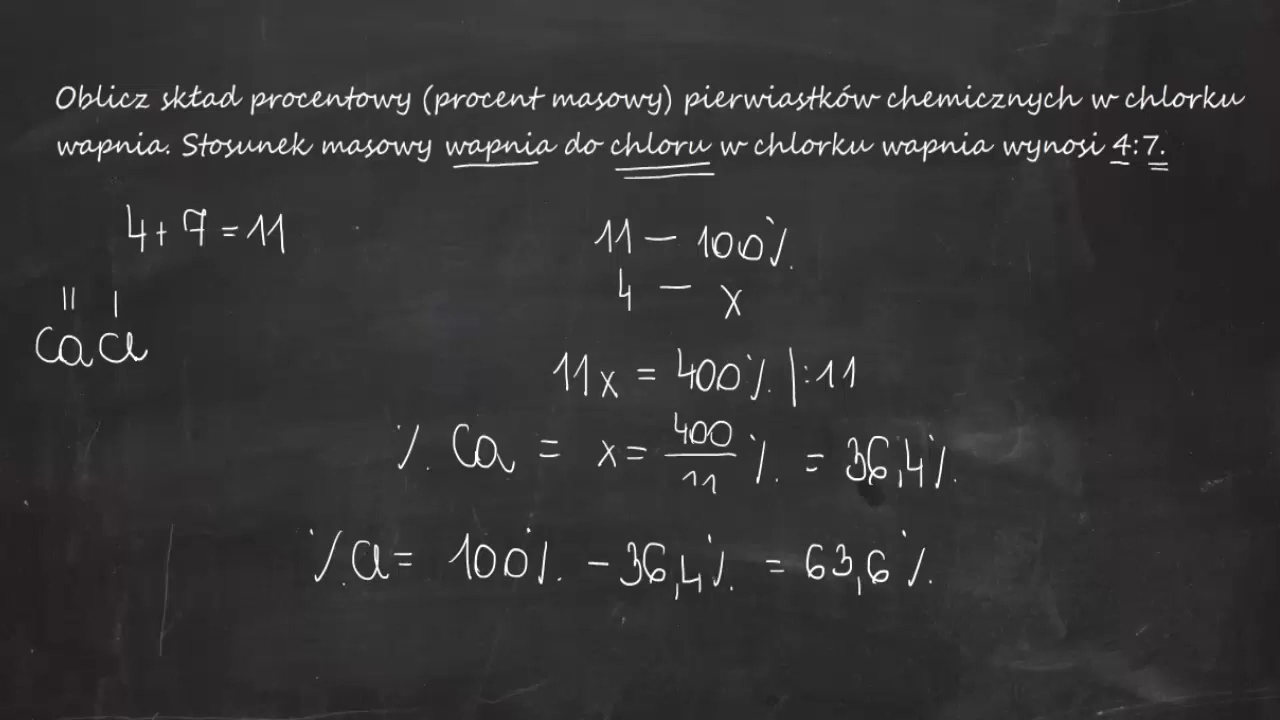 Oblicz skład procentowy (procent masowy) pierwiastków chemicznych w chlorku
wapnia. Stosunek masowy wapnia do chloru w chlorku wapnia wynosi 4:7.
4 + 7 = 11
11 — 100%
4 — x
II I
CaCl
11x = 400% |:11
% Ca = x = 400/11 % = 36,4%
% Cl = 100% - 36,4% = 63,6%